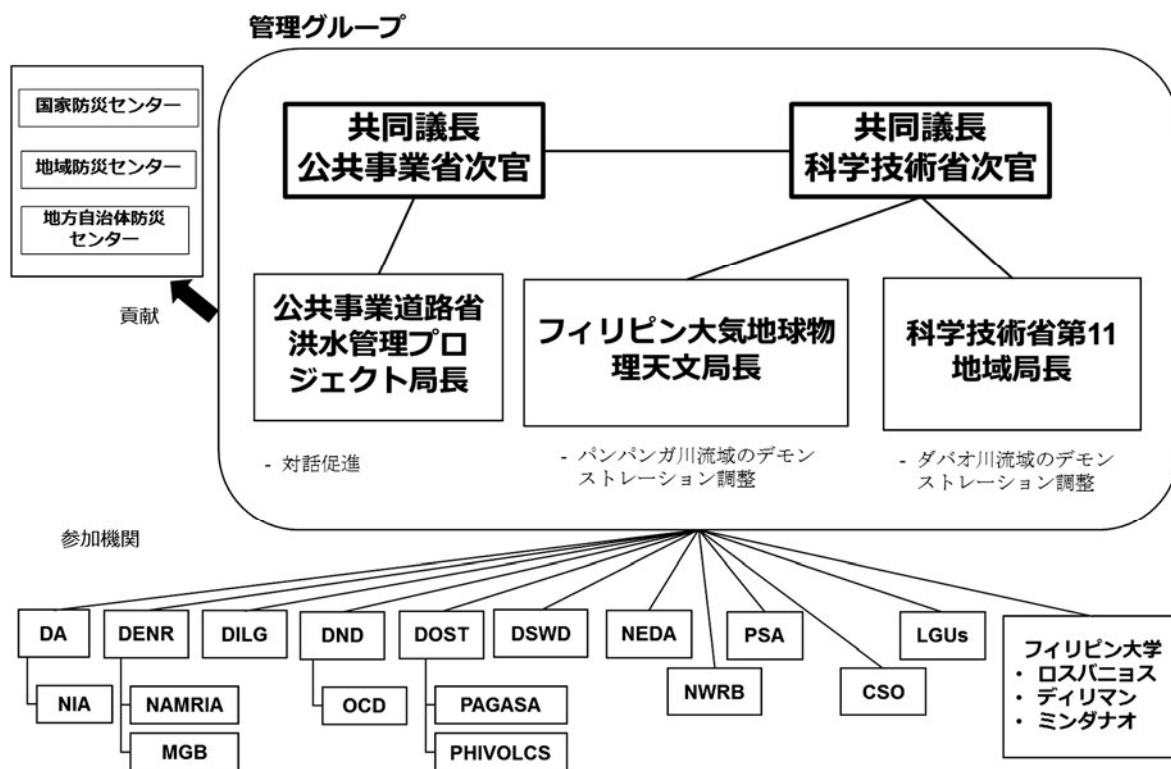 管理グループ
国家防災センター
地域防災センター
地方自治体防災
センター
貢献
共同議長
公共事業省次官
共同議長
科学技術省次官
公共事業道路省
洪水管理プロ
ジェクト局長
フィリピン大気地球物
理天文局長
科学技術省第11
地域局長
- 対話促進
- パンパンガ川流域のデモン
ストレーション調整
- ダバオ川流域のデモン
ストレーション調整
参加機関
DA
DENR
DILG
DND
DOST
DSWD
NEDA
PSA
LGUs
NIA
NAMRIA
MGB
OCD
PAGASA
PHIVOLCS
NWRB
CSO
フィリピン大学
・ ロスバニョス
・ ディリマン
・ ミンダナオ